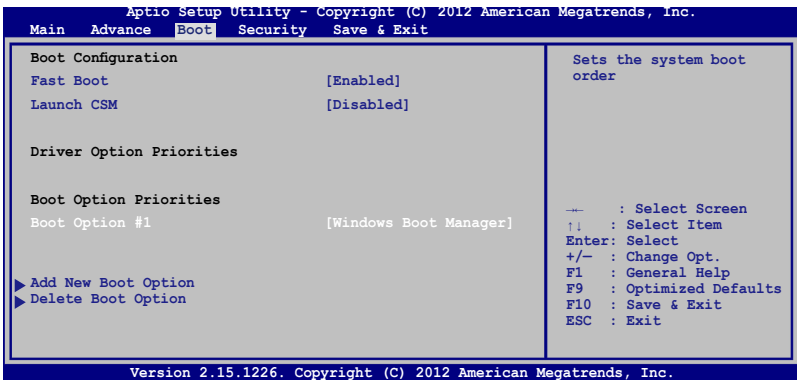 Aptio Setup Utility - Copyright (C) 2012 American Megatrends, Inc.
Main Advance Boot Security Save & Exit
Boot Configuration
Fast Boot [Enabled]
Launch CSM [Disabled]
Driver Option Priorities
Boot Option Priorities
Boot Option #1 [Windows Boot Manager]
Add New Boot Option
Delete Boot Option
Sets the system boot
order
→← : Select Screen
↑↓ : Select Item
Enter: Select
+/— : Change Opt.
F1 : General Help
F9 : Optimized Defaults
F10 : Save & Exit
ESC : Exit
Version 2.15.1226. Copyright (C) 2012 American Megatrends, Inc.